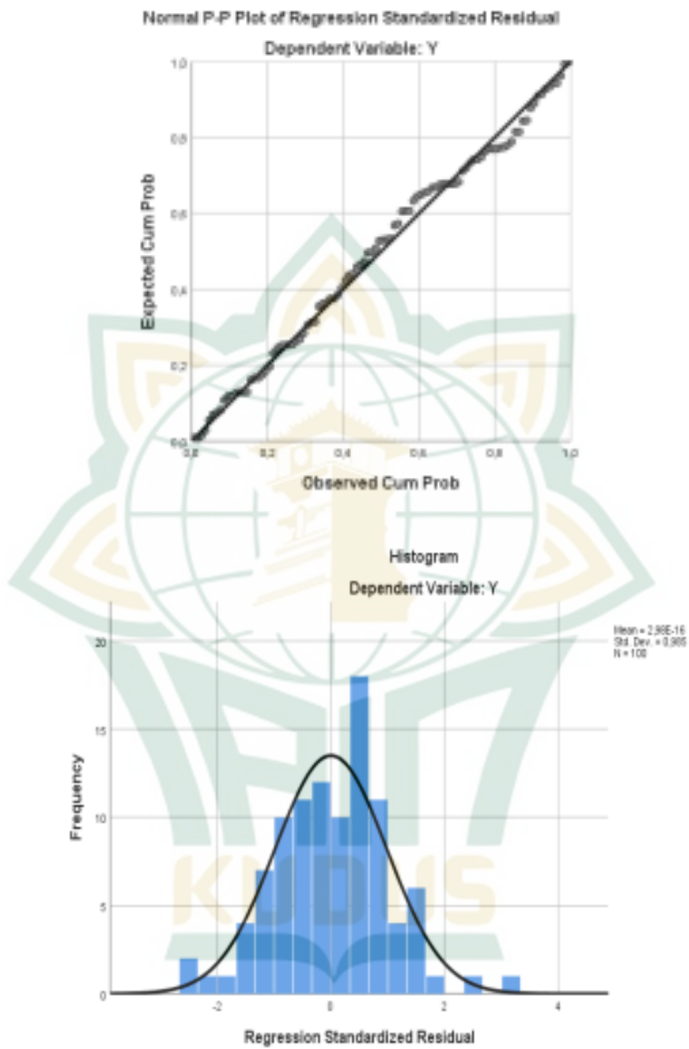 Normal P-P Plot of Regression Standardized Residual
Dependent Variable: Y
Expected Cum Prob
1,0
0,8
0,6
0,4
0,2
0,0
0,0 0,2 0,4 0,6 0,8 1,0
Observed Cum Prob
Histogram
Dependent Variable: Y
Mean = 2,98E-16
Std. Dev. = 0,985
N = 100
Frequency
20
15
10
5
0
-2 0 2 4
Regression Standardized Residual
IAIN
KUDUS